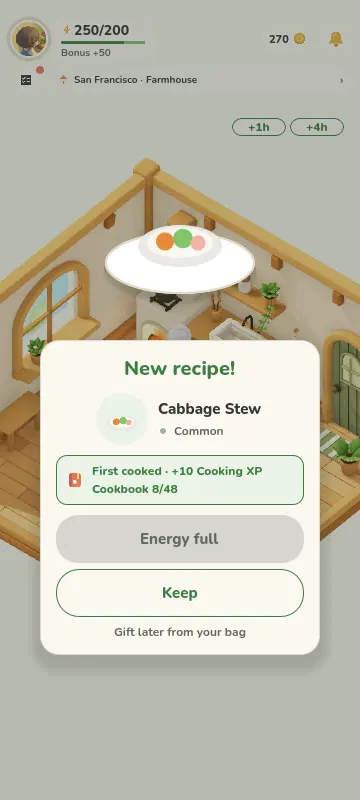 250/200
Bonus +50
270
San Francisco · Farmhouse
+1h
+4h
New recipe!
Cabbage Stew
Common
First cooked · +10 Cooking XP
Cookbook 8/48
Energy full
Keep
Gift later from your bag